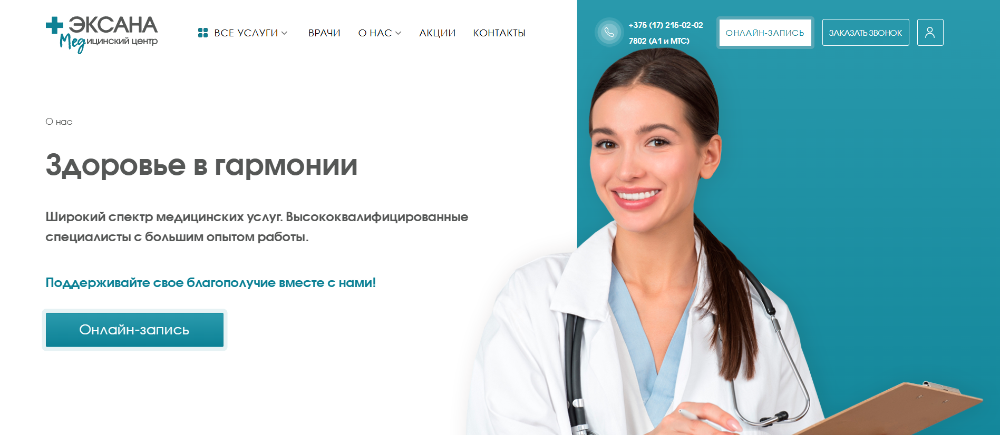 ЭКСАНА
Медицинский центр
ВСЕ УСЛУГИ
ВРАЧИ
О НАС
АКЦИИ
КОНТАКТЫ
+375 (17) 215-02-02
7802 (А1 и МТС)
ОНЛАЙН-ЗАПИСЬ
ЗАКАЗАТЬ ЗВОНОК
О нас
Здоровье в гармонии
Широкий спектр медицинских услуг. Высококвалифицированные
специалисты с большим опытом работы.
Поддерживайте свое благополучие вместе с нами!
Онлайн-запись